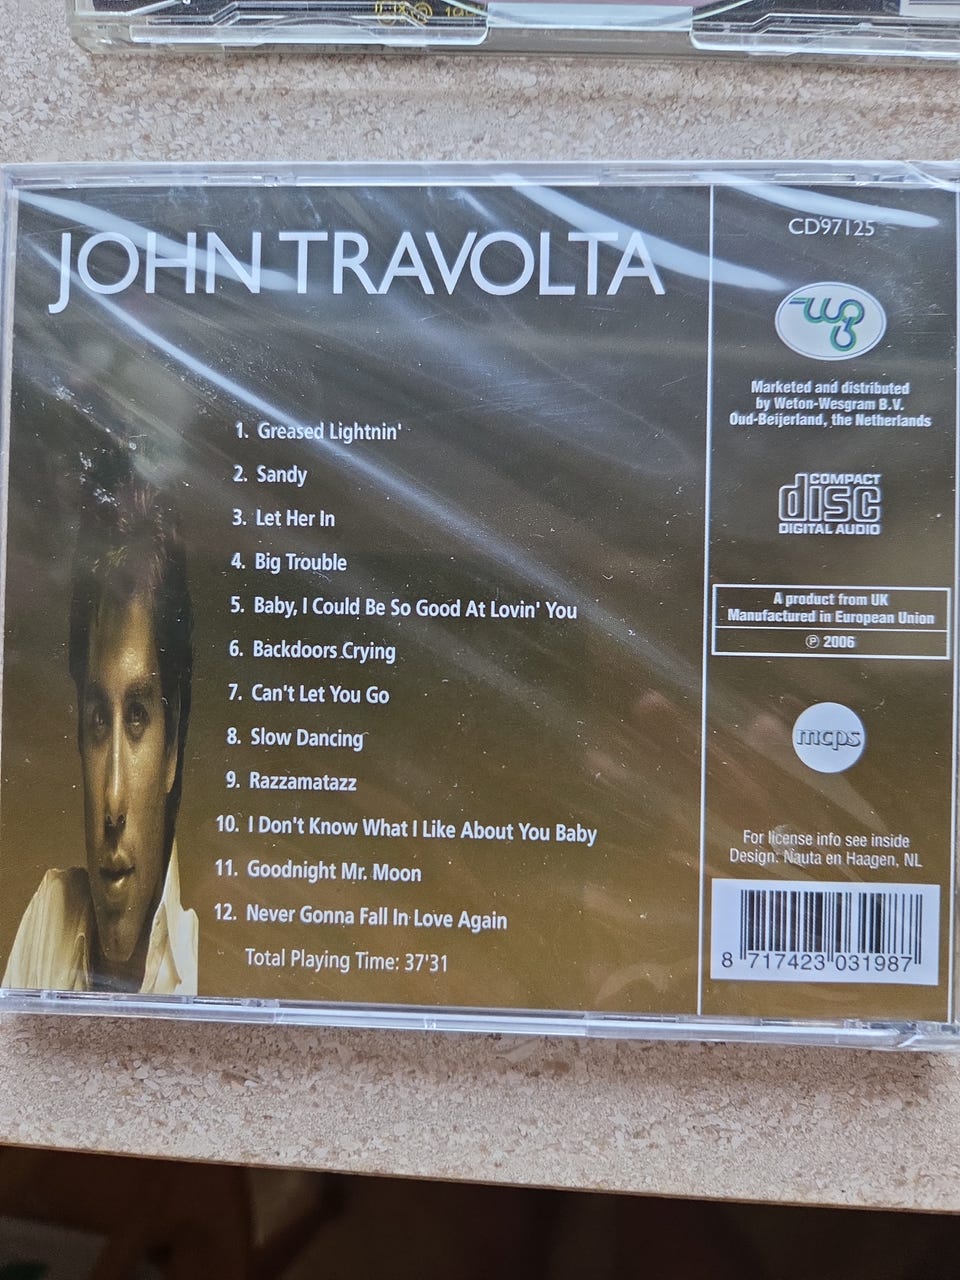 JOHN TRAVOLTA
1. Greased Lightnin'
2. Sandy
3. Let Her In
4. Big Trouble
5. Baby, I Could Be So Good At Lovin' You
6. Backdoors Crying
7. Can't Let You Go
8. Slow Dancing
9. Razzamatazz
10. I Don't Know What I Like About You Baby
11. Goodnight Mr. Moon
12. Never Gonna Fall In Love Again
Total Playing Time: 37'31
CD97125
Marketed and distributed
by Weton-Wesgram B.V.
Oud-Beijerland, the Netherlands
COMPACT
disc
DIGITAL AUDIO
A product from UK
Manufactured in European Union
℗ 2006
mcps
For license info see inside
Design: Nauta en Haagen, NL
8 717423 031987